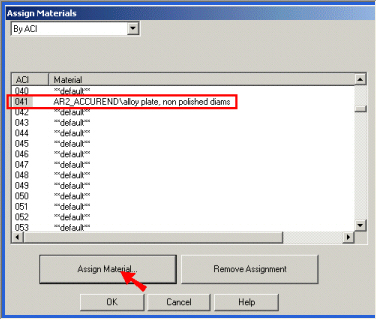 Assign Materials
By ACI
ACI Material
040 **default**
041 AR2_ACCUREND\alloy plate, non polished diams
042 **default**
043 **default**
044 **default**
045 **default**
046 **default**
047 **default**
048 **default**
049 **default**
050 **default**
051 **default**
052 **default**
053 **default**
Assign Material... Remove Assignment
OK Cancel Help